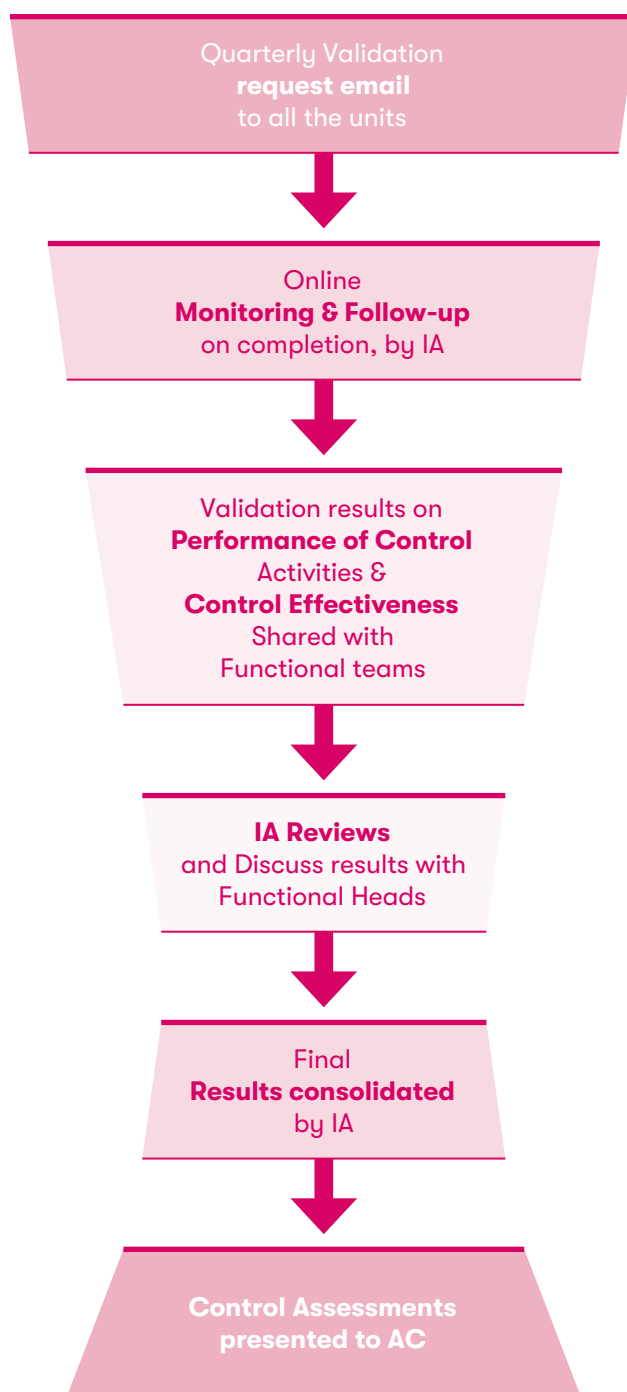 Quarterly Validation
request email
to all the units
Online
Monitoring & Follow-up
on completion, by IA
Validation results on
Performance of Control
Activities &
Control Effectiveness
Shared with
Functional teams
IA Reviews
and Discuss results with
Functional Heads
Final
Results consolidated
by IA
Control Assessments
presented to AC